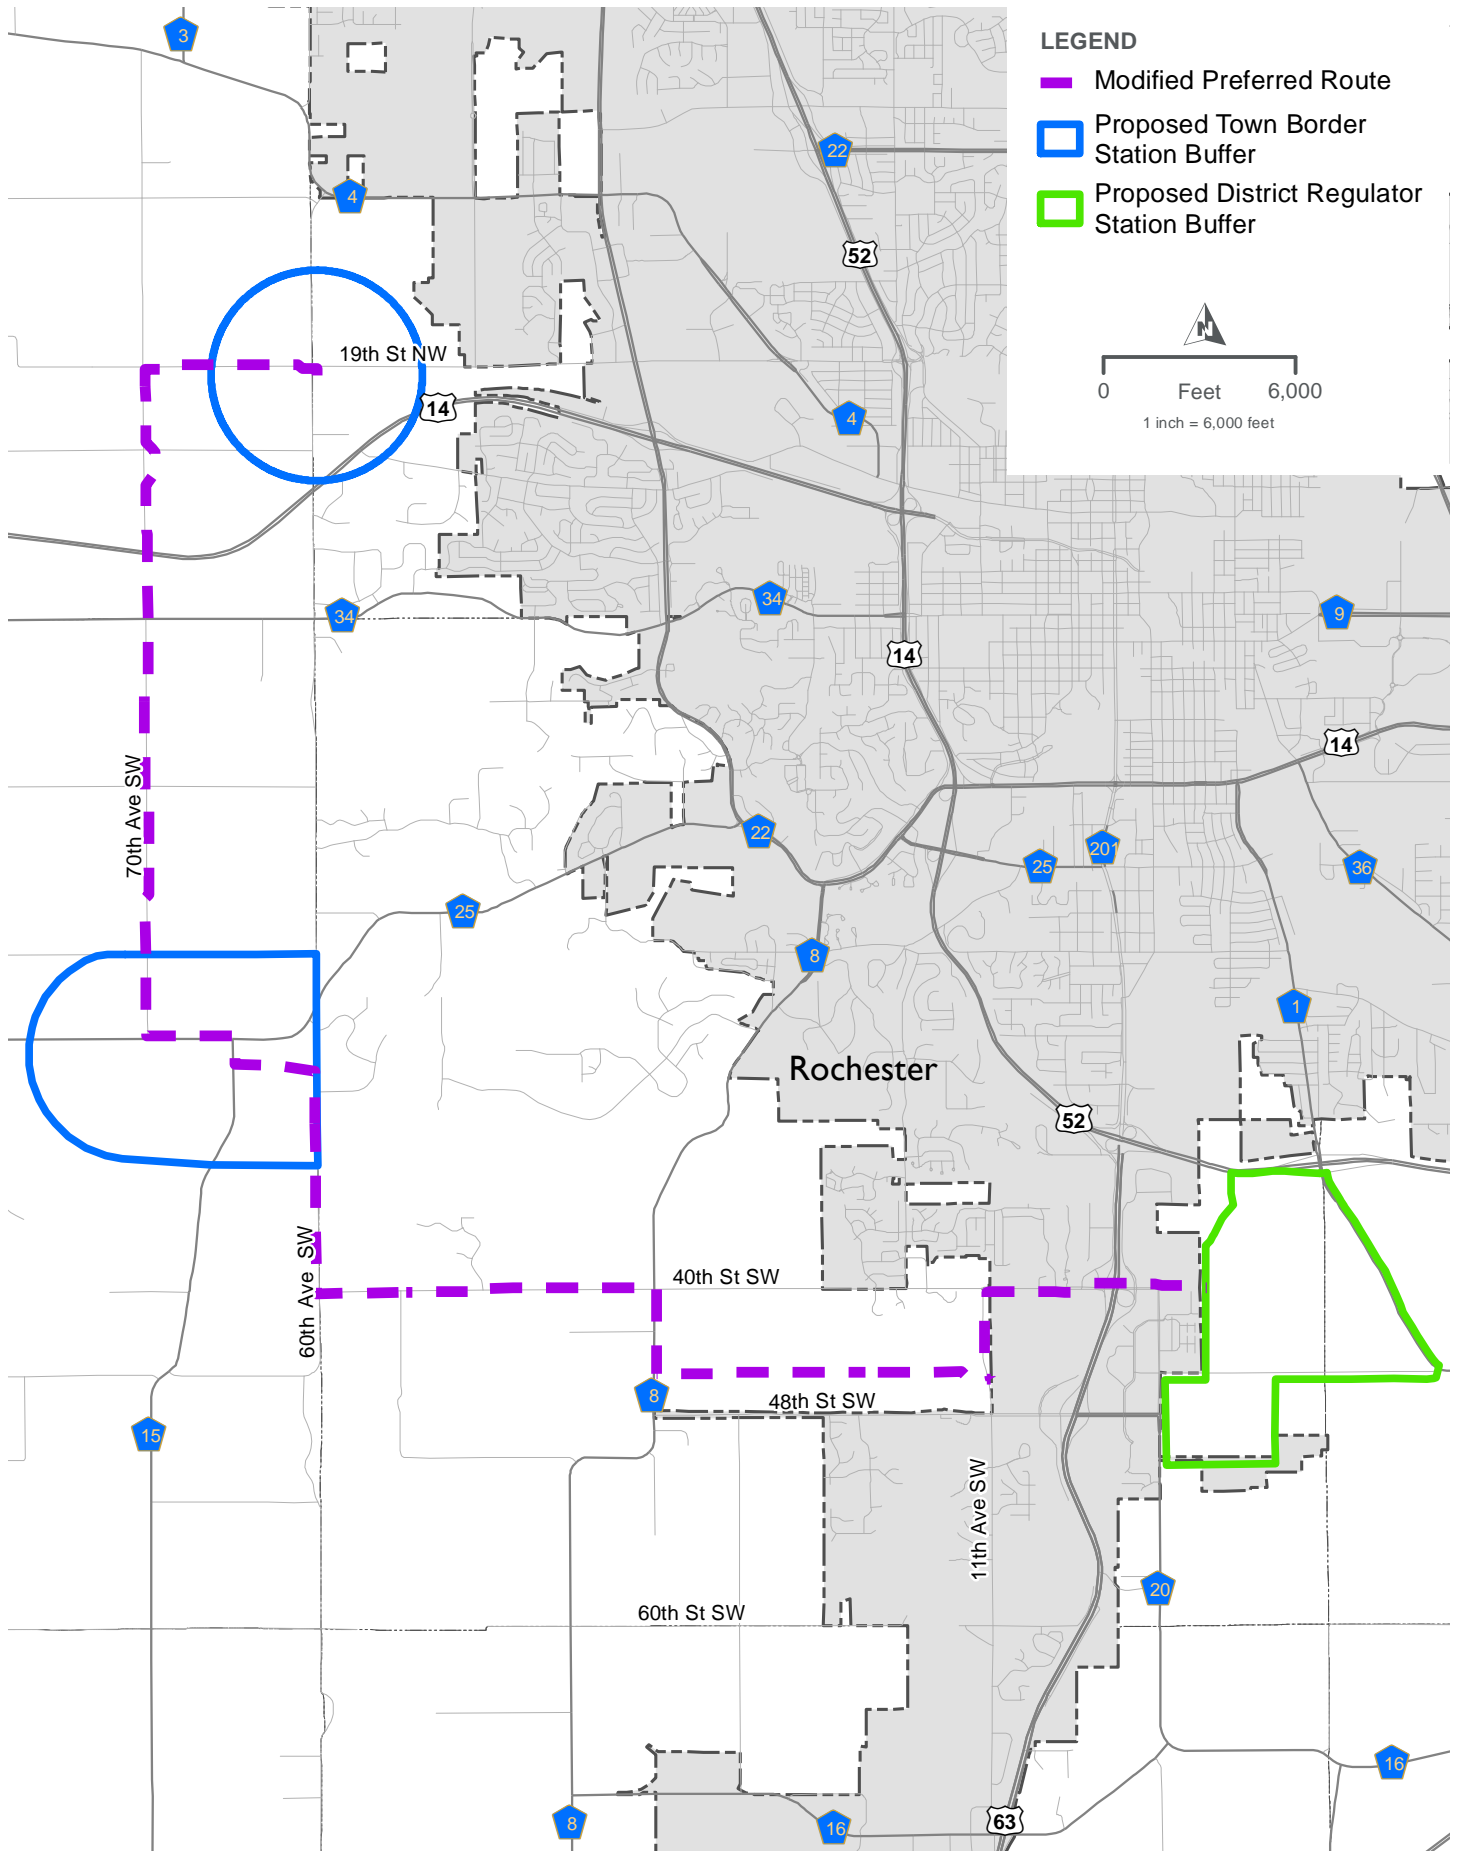 LEGEND
Modified Preferred Route
Proposed Town Border
Station Buffer
Proposed District Regulator
Station Buffer
N
0 Feet 6,000
1 inch = 6,000 feet
3
22
4
52
19th St NW
14
4
34
34
9
14
14
70th Ave SW
22
25
201
36
25
8
1
Rochester
52
60th Ave SW
40th St SW
8
48th St SW
15
11th Ave SW
20
60th St SW
16
8
16
63